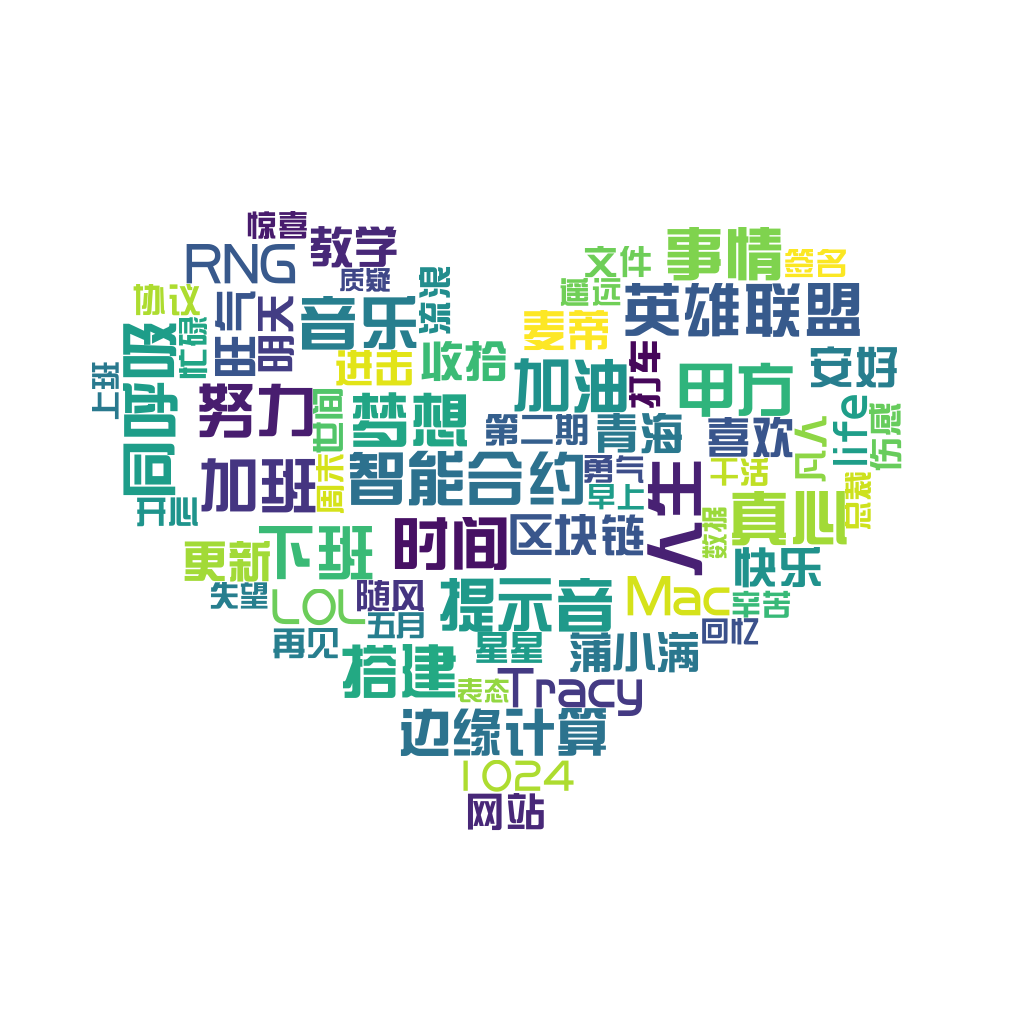 惊喜
教学
RNG
质疑
流浪
文件
事情
签名
遥远
协议
旺气
明天
音乐
麦蒂
英雄联盟
同呼吸
忙碌
进击
收拾
加油
打车
甲方
安好
上班
努力
世间
梦想
第二期
青海
喜欢
凡人
life
伤感
加班
周末
智能合约
勇气
早上
人生
干活
真心
总裁
开心
下班
时间
区块链
数据
更新
快乐
失望
LOL
随风
五月
提示音
Mac
辛苦
再见
搭建
星星
蒲小满
回忆
表态
Tracy
边缘计算
1024
网站